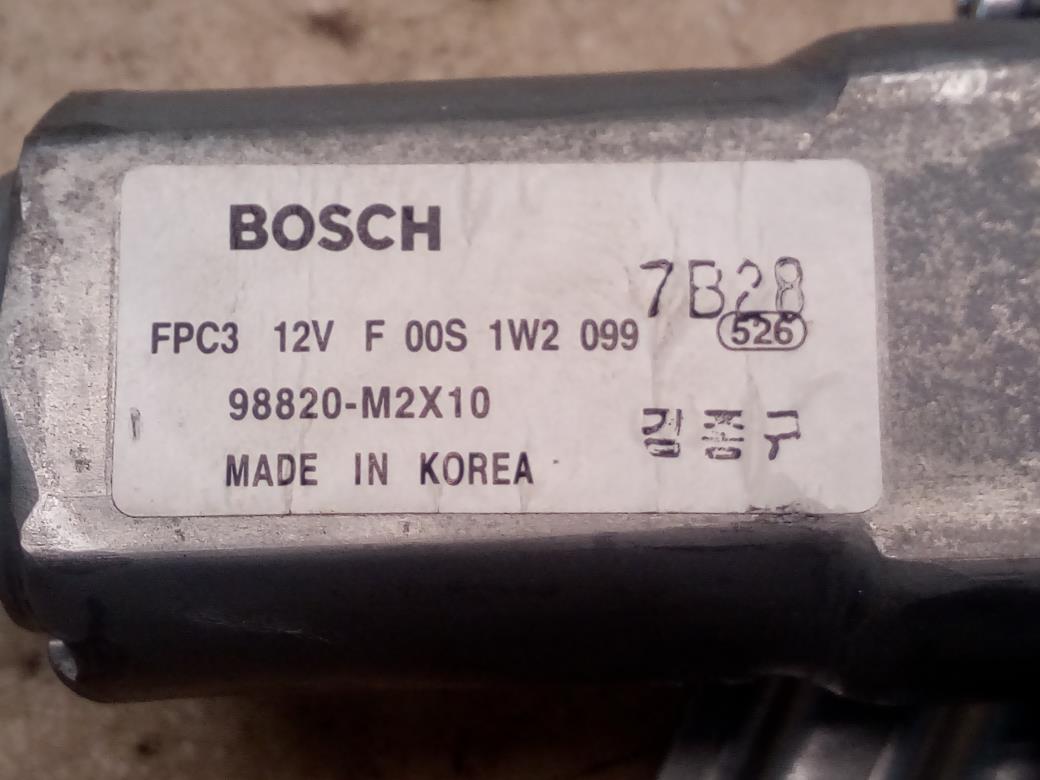 BOSCH
7B28
FPC3 12V F 00S 1W2 099
526
98820-M2X10
김종구
MADE IN KOREA